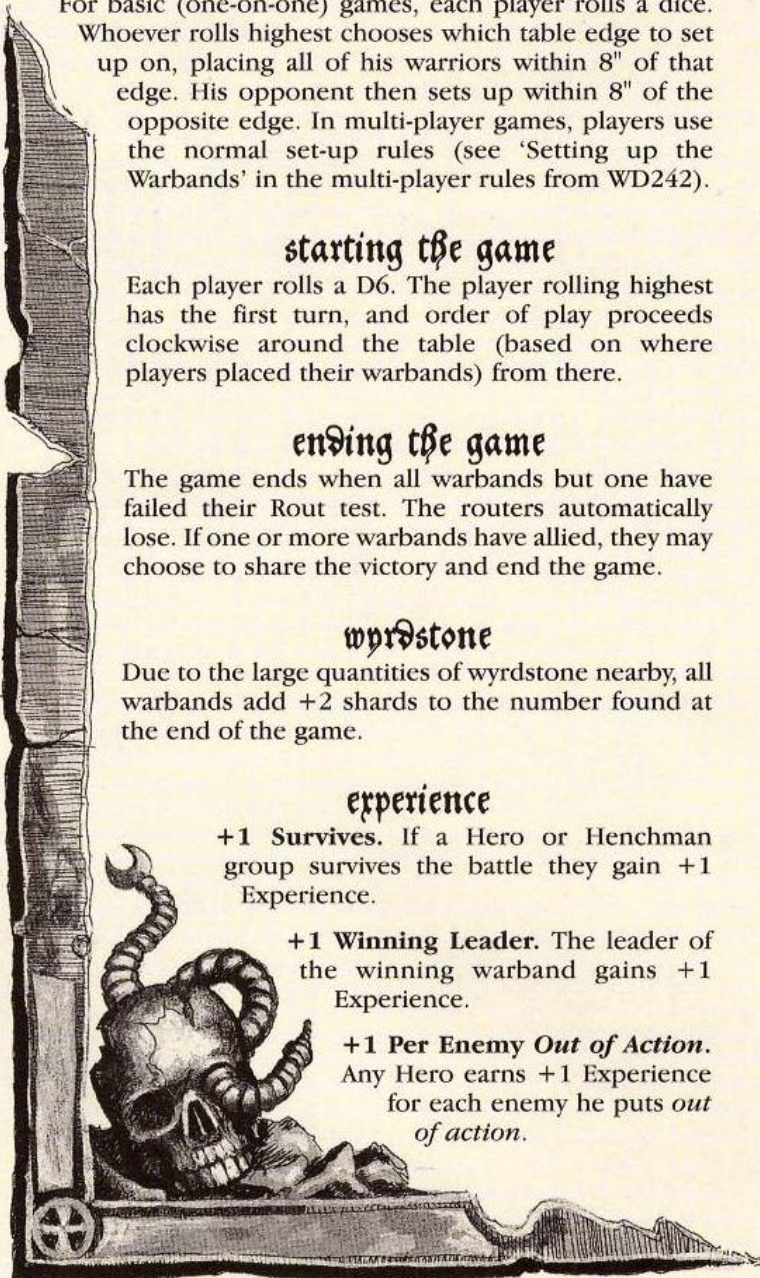 For basic (one-on-one) games, each player rolls a dice.
Whoever rolls highest chooses which table edge to set
up on, placing all of his warriors within 8" of that
edge. His opponent then sets up within 8" of the
opposite edge. In multi-player games, players use
the normal set-up rules (see ‘Setting up the
Warbands’ in the multi-player rules from WD242).
starting the game
Each player rolls a D6. The player rolling highest
has the first turn, and order of play proceeds
clockwise around the table (based on where
players placed their warbands) from there.
ending the game
The game ends when all warbands but one have
failed their Rout test. The routers automatically
lose. If one or more warbands have allied, they may
choose to share the victory and end the game.
wyrdstone
Due to the large quantities of wyrdstone nearby, all
warbands add +2 shards to the number found at
the end of the game.
experience
+1 Survives. If a Hero or Henchman
group survives the battle they gain +1
Experience.
+1 Winning Leader. The leader of
the winning warband gains +1
Experience.
+1 Per Enemy Out of Action.
Any Hero earns +1 Experience
for each enemy he puts out
of action.